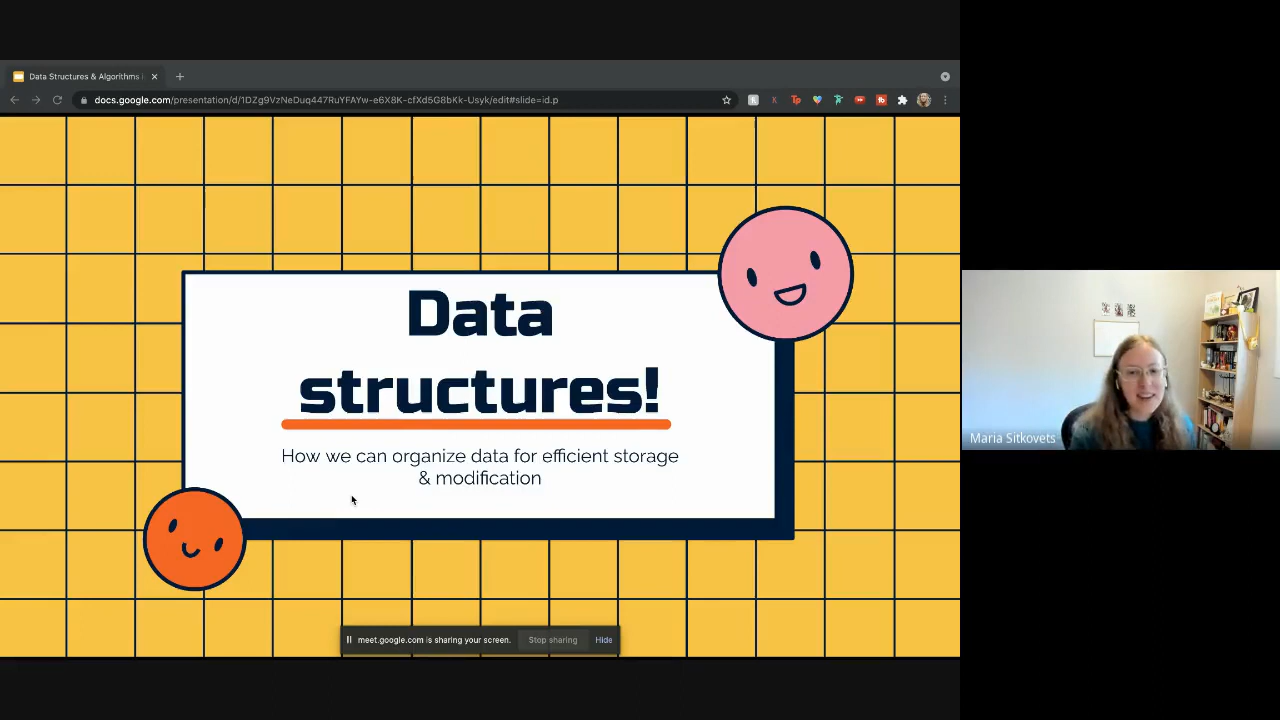 Data Structures & Algorithms
docs.google.com/presentation/d/1DZg9VzNeDuq447RuYFAYw-e6X8K-cfXd5G8bKk-Usyk/edit#slide=id.p
Data
structures!
How we can organize data for efficient storage
& modification
Maria Sitkovets
meet.google.com is sharing your screen.
Stop sharing
Hide